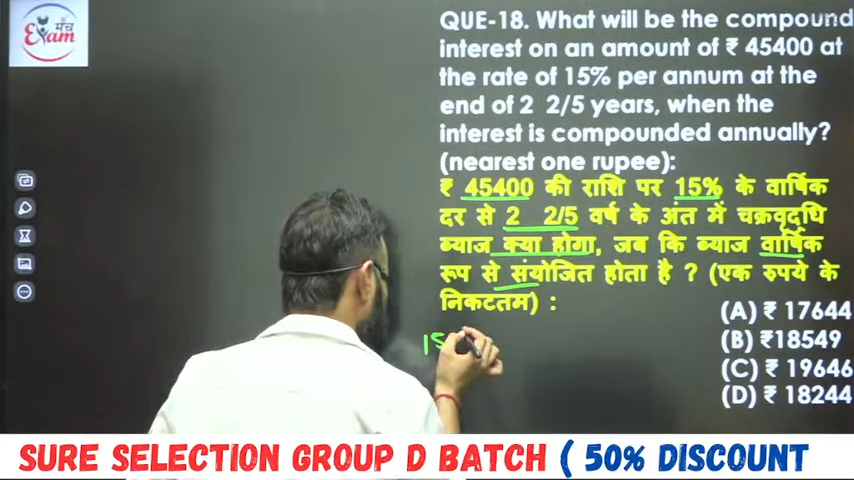 मंच
Exam
QUE-18. What will be the compound
interest on an amount of ₹ 45400 at
the rate of 15% per annum at the
end of 2 2/5 years, when the
interest is compounded annually?
(nearest one rupee):
₹ 45400 की राशि पर 15% के वार्षिक
दर से 2 2/5 वर्ष के अंत में चक्रवृद्धि
ब्याज क्या होगा, जब कि ब्याज वार्षिक
रूप से संयोजित होता है ? (एक रुपये के
निकटतम) :
(A) ₹ 17644
(B) ₹18549
(C) ₹ 19646
(D) ₹ 18244
15
SURE SELECTION GROUP D BATCH ( 50% DISCOUNT